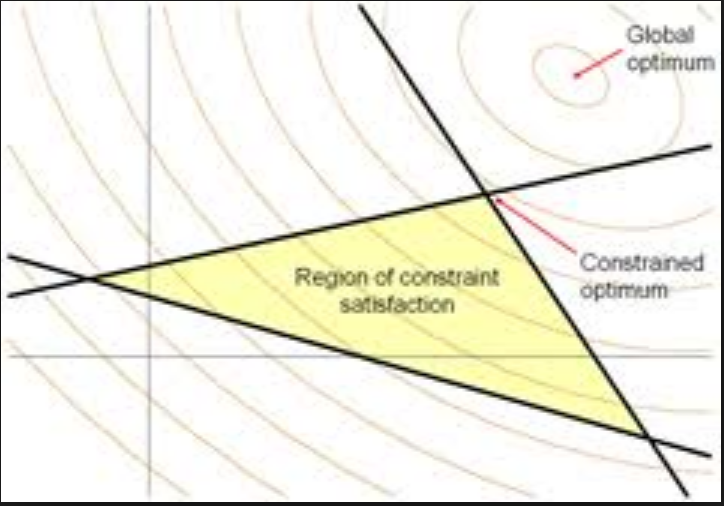 Global
optimum
Region of constraint
satisfaction
Constrained
optimum